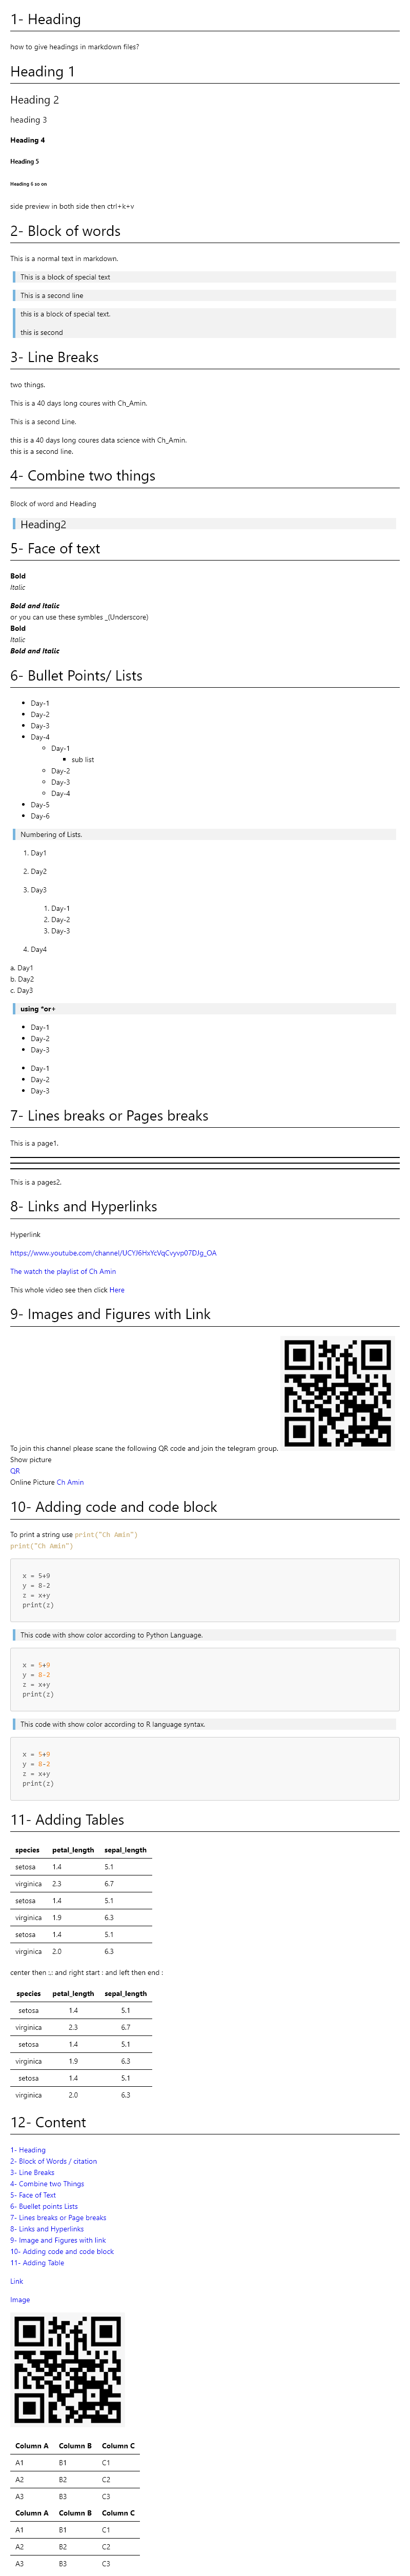 1- Heading
how to give headings in markdown files?
Heading 1
Heading 2
heading 3
Heading 4
Heading 5
Heading 6 so on
side preview in both side then ctrl+k+v
2- Block of words
This is a normal text in markdown.
This is a block of special text
This is a second line
this is a block of special text.
this is second
3- Line Breaks
two things.
This is a 40 days long coures with Ch_Amin.
This is a second Line.
this is a 40 days long coures data science with Ch_Amin.
this is a second line.
4- Combine two things
Block of word and Heading
Heading2
5- Face of text
Bold
Italic
Bold and Italic
or you can use these symbles _(Underscore)
Bold
Italic
Bold and Italic
6- Bullet Points/ Lists
• Day-1
• Day-2
• Day-3
• Day-4
◦ Day-1
▪ sub list
◦ Day-2
◦ Day-3
◦ Day-4
• Day-5
• Day-6
Numbering of Lists.
1. Day1
2. Day2
3. Day3
1. Day-1
2. Day-2
3. Day-3
4. Day4
a. Day1
b. Day2
c. Day3
using *or+
• Day-1
• Day-2
• Day-3
• Day-1
• Day-2
• Day-3
7- Lines breaks or Pages breaks
This is a page1.
This is a pages2.
8- Links and Hyperlinks
Hyperlink
https://www.youtube.com/channel/UCYJ6HxYcVqCvyvp07DJg_OA
The watch the playlist of Ch Amin
This whole video see then click Here
9- Images and Figures with Link
To join this channel please scane the following QR code and join the telegram group.
Show picture
QR
Online Picture Ch Amin
10- Adding code and code block
To print a string use print("Ch Amin")
print("Ch Amin")
x = 5+9
y = 8-2
z = x+y
print(z)
This code with show color according to Python Language.
x = 5+9
y = 8-2
z = x+y
print(z)
This code with show color according to R language syntax.
x = 5+9
y = 8-2
z = x+y
print(z)
11- Adding Tables
species petal_length sepal_length
setosa 1.4 5.1
virginica 2.3 6.7
setosa 1.4 5.1
virginica 1.9 6.3
setosa 1.4 5.1
virginica 2.0 6.3
center then :,: and right start : and left then end :
species petal_length sepal_length
setosa 1.4 5.1
virginica 2.3 6.7
setosa 1.4 5.1
virginica 1.9 6.3
setosa 1.4 5.1
virginica 2.0 6.3
12- Content
1- Heading
2- Block of Words / citation
3- Line Breaks
4- Combine two Things
5- Face of Text
6- Buellet points Lists
7- Lines breaks or Page breaks
8- Links and Hyperlinks
9- Image and Figures with link
10- Adding code and code block
11- Adding Table
Link
Image
Column A Column B Column C
A1 B1 C1
A2 B2 C2
A3 B3 C3
Column A Column B Column C
A1 B1 C1
A2 B2 C2
A3 B3 C3